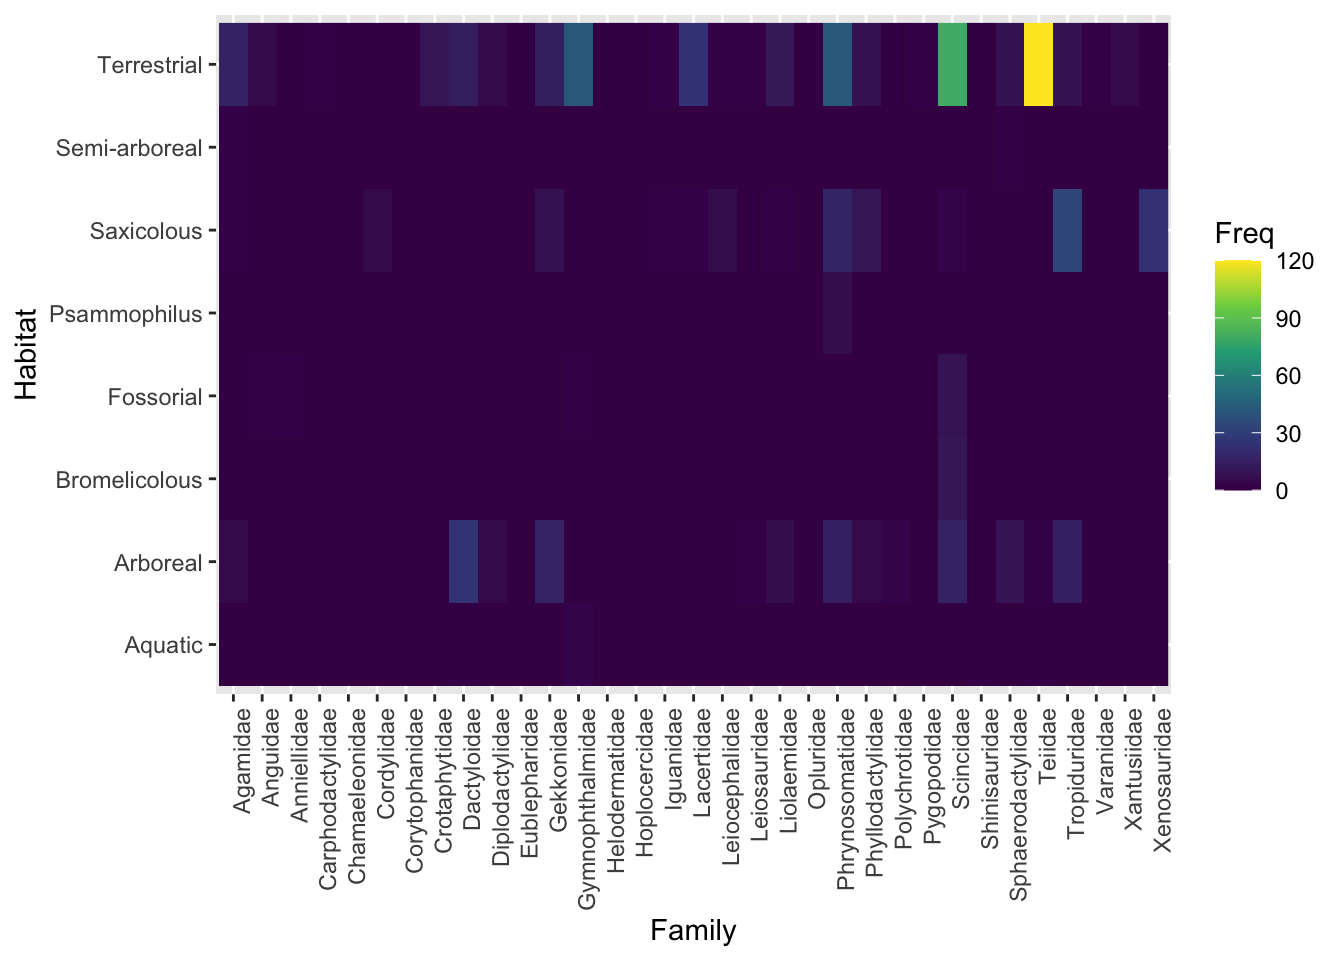 Habitat
Terrestrial
Semi-arboreal
Saxicolous
Psammophilus
Fossorial
Bromelicolous
Arboreal
Aquatic
Agamidae
Anguidae
Anniellidae
Carphodactylidae
Chamaeleonidae
Cordylidae
Corytophanidae
Crotaphytidae
Dactyloidae
Diplodactylidae
Eublepharidae
Gekkonidae
Gymnophthalmidae
Helodermatidae
Hoplocercidae
Iguanidae
Lacertidae
Leiocephalidae
Leiosauridae
Liolaemidae
Opluridae
Phrynosomatidae
Phyllodactylidae
Polychrotidae
Pygopodidae
Scincidae
Shinisauridae
Sphaerodactylidae
Teiidae
Tropiduridae
Varanidae
Xantusiidae
Xenosauridae
Family
Freq
120
90
60
30
0